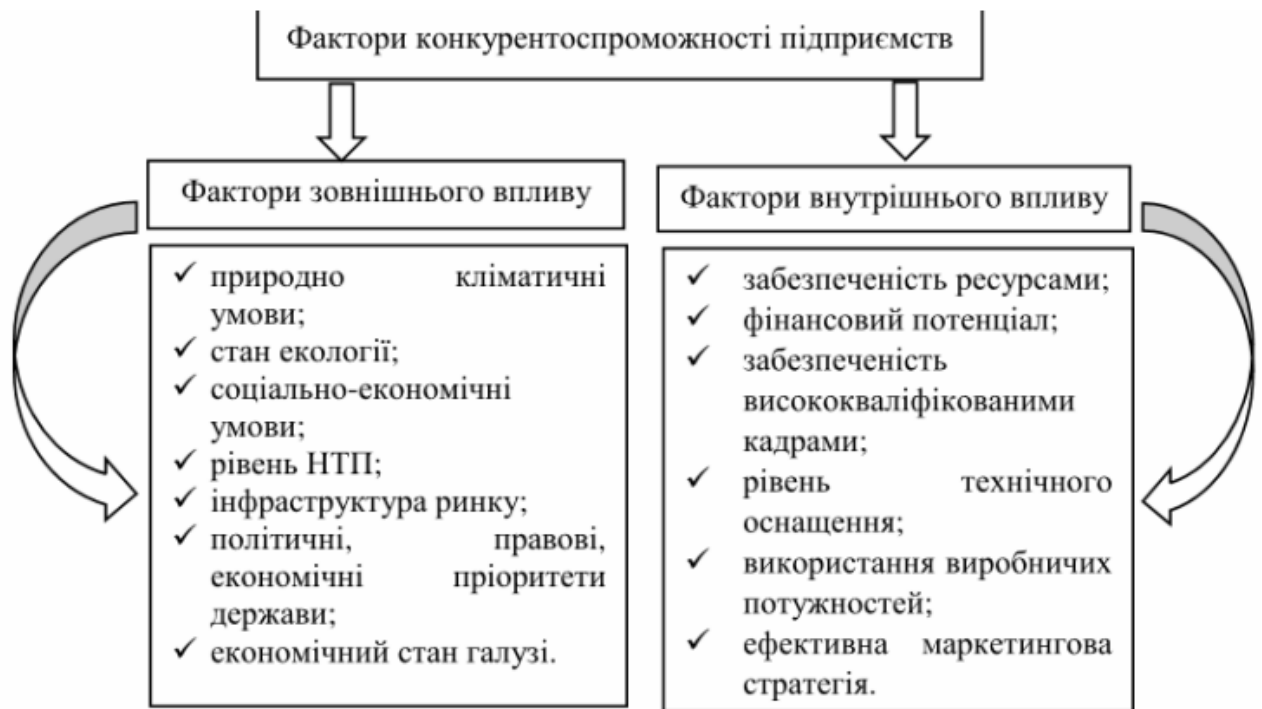 Фактори конкурентоспроможності підприємств
Фактори зовнішнього впливу
природно кліматичні
умови;
стан екології;
соціально-економічні
умови;
рівень НТП;
інфраструктура ринку;
політичні, правові,
економічні пріоритети
держави;
економічний стан галузі.
Фактори внутрішнього впливу
забезпеченість ресурсами;
фінансовий потенціал;
забезпеченість
висококваліфікованими
кадрами;
рівень технічного
оснащення;
використання виробничих
потужностей;
ефективна маркетингова
стратегія.